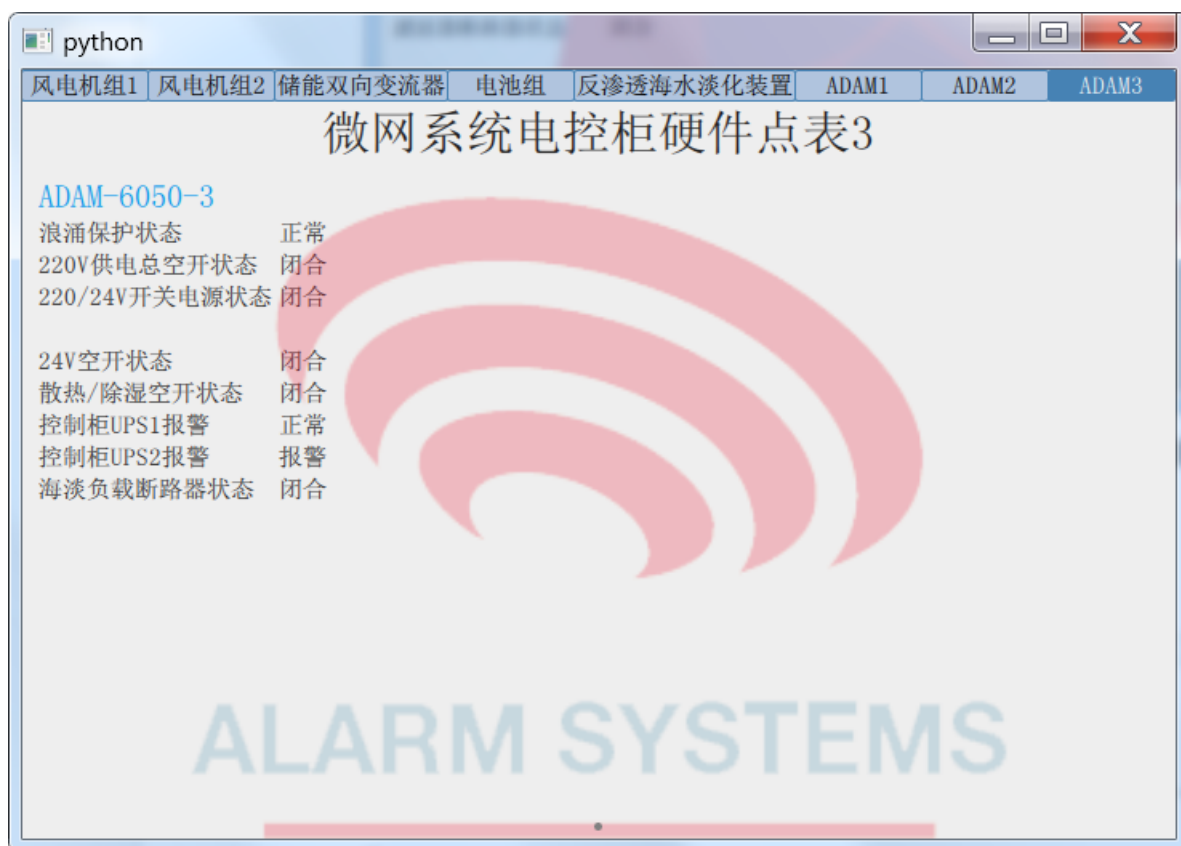 python
风电机组1 风电机组2 储能双向变流器 电池组 反渗透海水淡化装置 ADAM1 ADAM2 ADAM3
微网系统电控柜硬件点表3
ADAM-6050-3
浪涌保护状态 正常
220V供电总空开状态 闭合
220/24V开关电源状态 闭合
24V空开状态 闭合
散热/除湿空开状态 闭合
控制柜UPS1报警 正常
控制柜UPS2报警 报警
海淡负载断路器状态 闭合
ALARM SYSTEMS